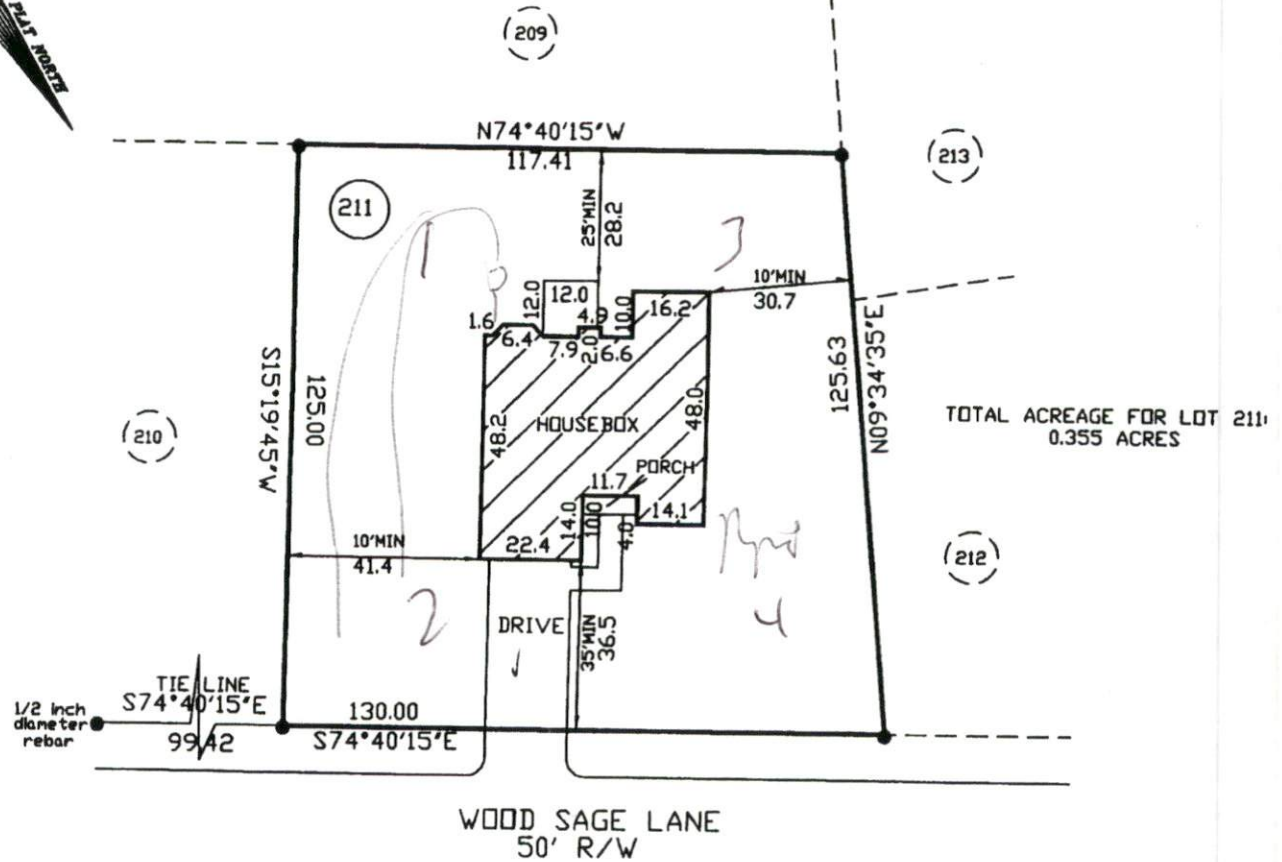 PLAT NORTH
209
N74°40'15"W
117.41
213
211
25'MIN
28.2
1
3
10'MIN
30.7
12.0
12.0
4.9
10.0
16.2
1.6
6.4
7.9
2.0
6.6
S15°19'45"W
125.00
48.2
HOUSEBOX
48.0
125.63
N09°34'35"E
TOTAL ACREAGE FOR LOT 211:
0.355 ACRES
210
PORCH
11.7
14.0
10.0
4.0
14.1
22.4
10'MIN
41.4
212
2
DRIVE
35'MIN
36.5
4
TIE LINE
S74°40'15"E
99.42
1/2 inch
diameter
rebar
130.00
S74°40'15"E
WOOD SAGE LANE
50' R/W